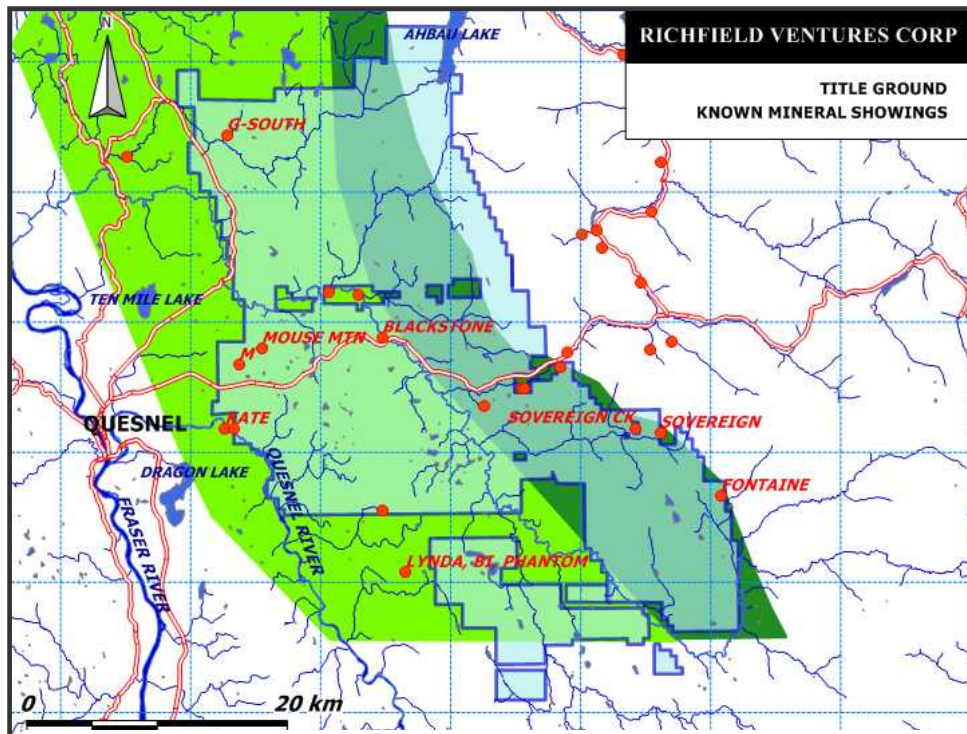 N
AHBAU LAKE
RICHFIELD VENTURES CORP
TITLE GROUND
KNOWN MINERAL SHOWINGS
G-SOUTH
TEN MILE LAKE
BLACKSTONE
MOUSE MTN
M
QUESNEL
KATE
SOVEREIGN CK
SOVEREIGN
DRAGON LAKE
QUESNEL RIVER
FONTAINE
FRASER RIVER
LYNDA, BI, PHANTOM
0 20 km